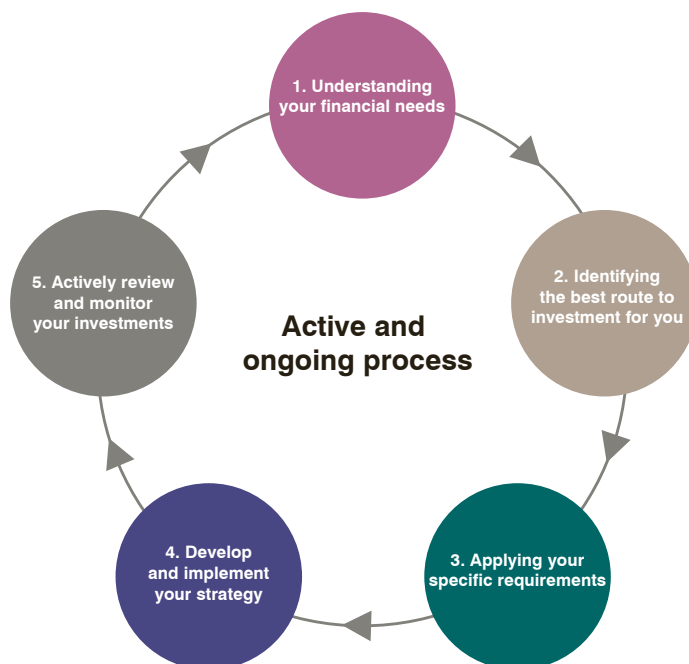 1. Understanding
your financial needs
2. Identifying
the best route to
investment for you
3. Applying your
specific requirements
4. Develop
and implement
your strategy
5. Actively review
and monitor
your investments
Active and
ongoing process